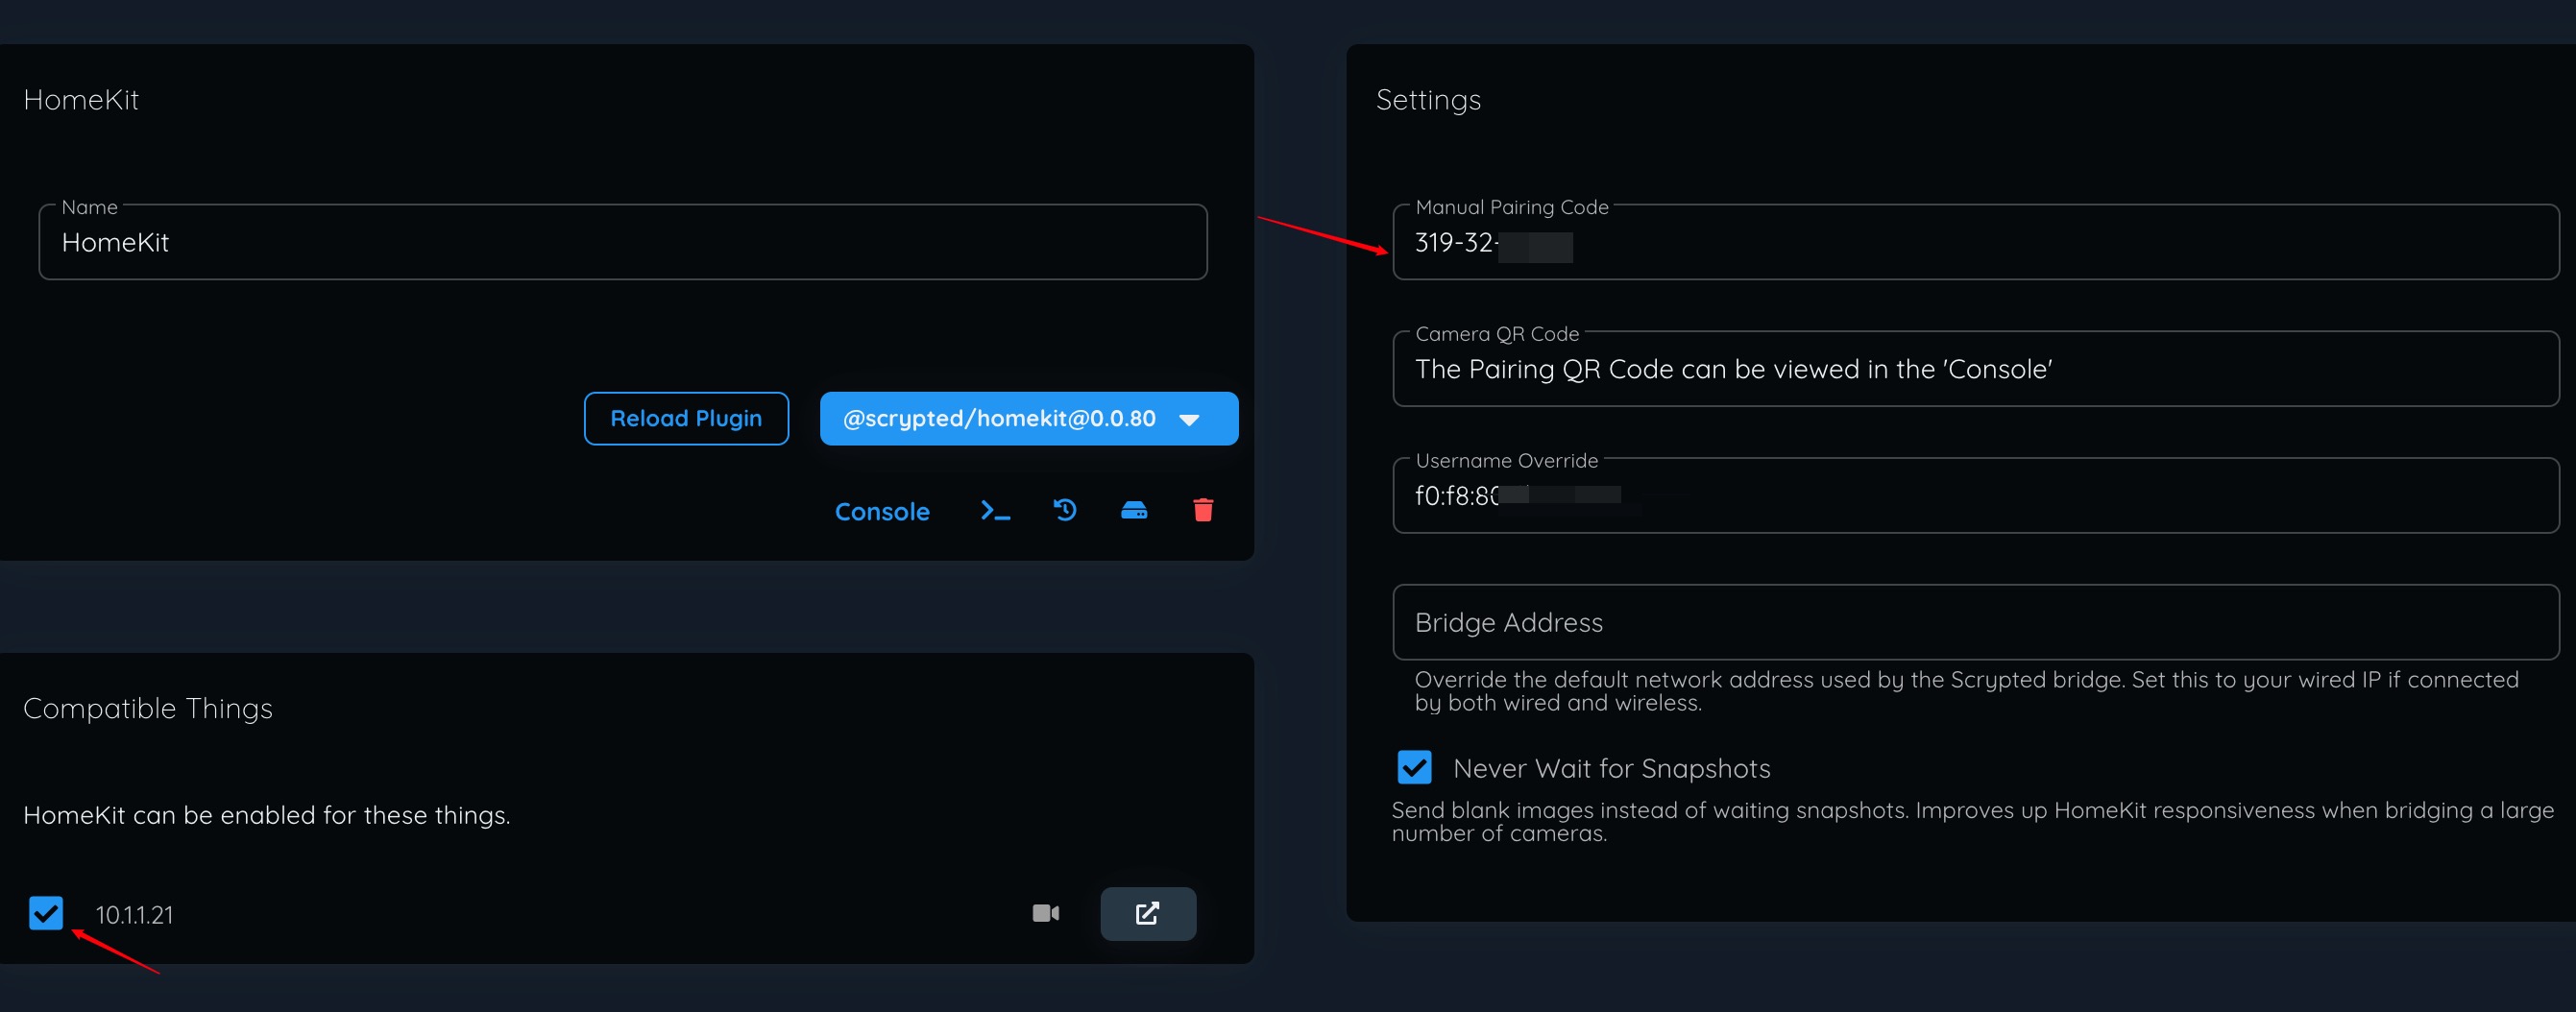 HomeKit
Name
HomeKit
Reload Plugin
@scrypted/homekit@0.0.80
Console
Compatible Things
HomeKit can be enabled for these things.
10.1.1.21
Settings
Manual Pairing Code
319-32-
Camera QR Code
The Pairing QR Code can be viewed in the 'Console'
Username Override
f0:f8:80
Bridge Address
Override the default network address used by the Scrypted bridge. Set this to your wired IP if connected
by both wired and wireless.
Never Wait for Snapshots
Send blank images instead of waiting snapshots. Improves up HomeKit responsiveness when bridging a large
number of cameras.